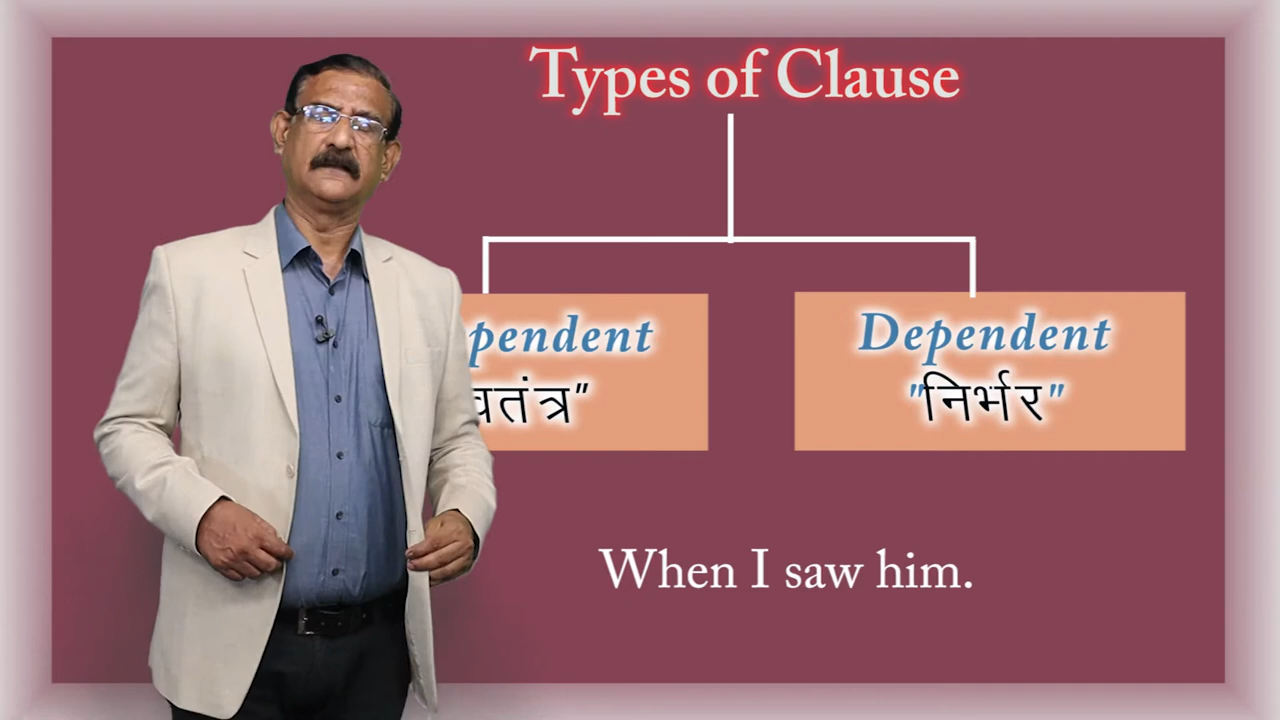 Types of Clause
pendent
Dependent
वतंत्र”
"निर्भर"
When I saw him.